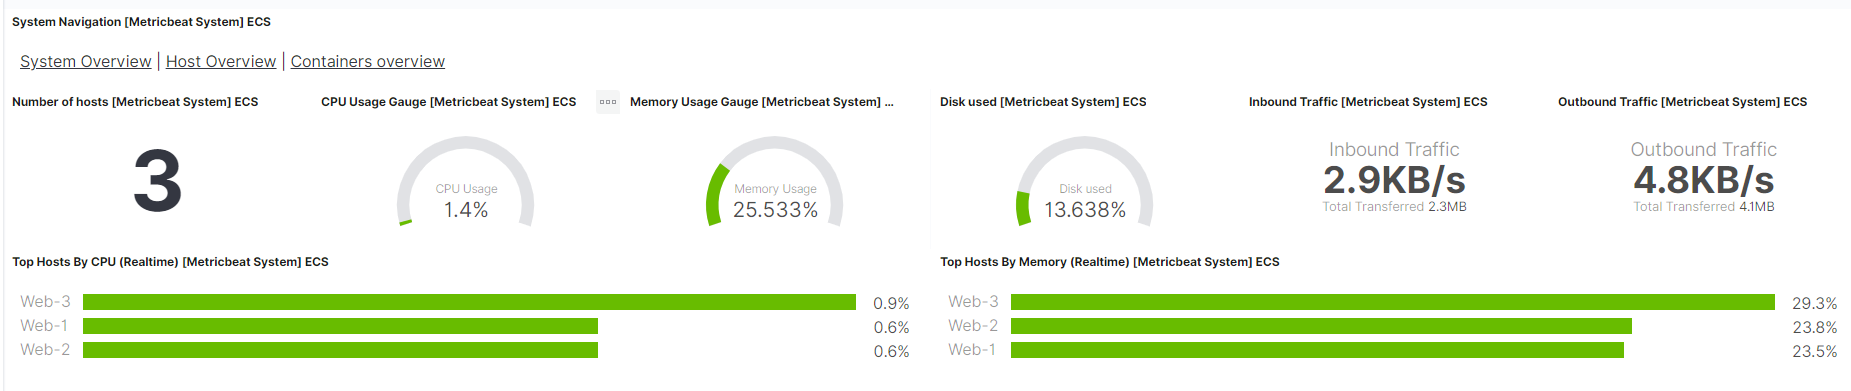 System Navigation [Metricbeat System] ECS
System Overview | Host Overview | Containers overview
Number of hosts [Metricbeat System] ECS
3
CPU Usage Gauge [Metricbeat System] ECS
CPU Usage
1.4%
Memory Usage Gauge [Metricbeat System] ...
Memory Usage
25.533%
Disk used [Metricbeat System] ECS
Disk used
13.638%
Inbound Traffic [Metricbeat System] ECS
Inbound Traffic
2.9KB/s
Total Transferred 2.3MB
Outbound Traffic [Metricbeat System] ECS
Outbound Traffic
4.8KB/s
Total Transferred 4.1MB
Top Hosts By CPU (Realtime) [Metricbeat System] ECS
Web-3 0.9%
Web-1 0.6%
Web-2 0.6%
Top Hosts By Memory (Realtime) [Metricbeat System] ECS
Web-3 29.3%
Web-2 23.8%
Web-1 23.5%